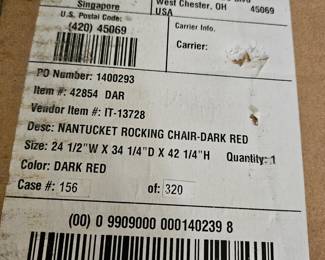 Singapore
West Chester, OH 45069
USA
U.S. Postal Code:
(420) 45069
Carrier Info.
Carrier:
PO Number: 1400293
Item #: 42854 DAR
Vendor Item #: IT-13728
Desc: NANTUCKET ROCKING CHAIR-DARK RED
Size: 24 1/2"W X 34 1/4"D X 42 1/4"H Quantity: 1
Color: DARK RED
Case #: 156 of: 320
(00) 0 9909000 000140239 8